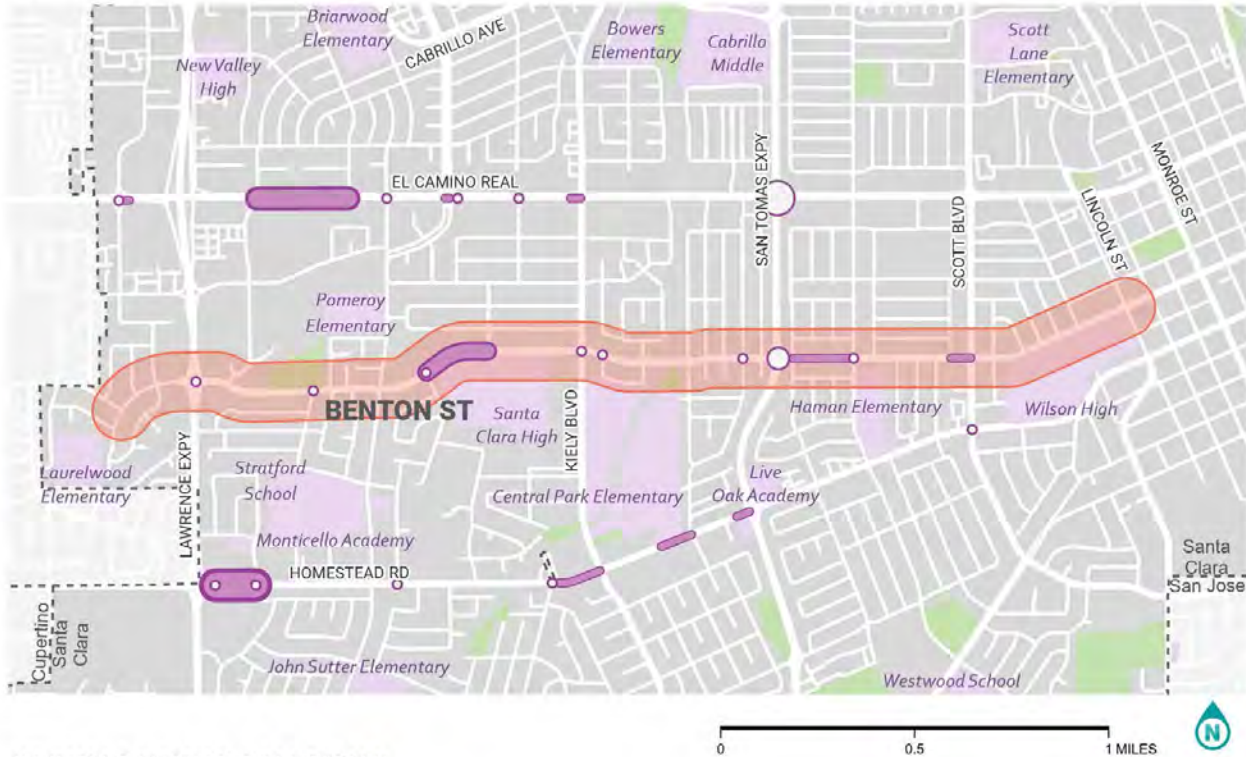 Briarwood
Elementary
CABRILLO AVE
Bowers
Elementary
Cabrillo
Middle
Scott
Lane
Elementary
New Valley
High
EL CAMINO REAL
SAN TOMAS EXPY
SCOTT BLVD
LINCOLN ST
MONROE ST
Pomeroy
Elementary
BENTON ST
Santa
Clara High
KIELY BLVD
Haman Elementary
Wilson High
Laurelwood
Elementary
LAWRENCE EXPY
Stratford
School
Central Park Elementary
Live
Oak Academy
Monticello Academy
HOMESTEAD RD
Santa
Clara
San Jose
Cupertino
Santa
Clara
John Sutter Elementary
Westwood School
0
0.5
1 MILES
N